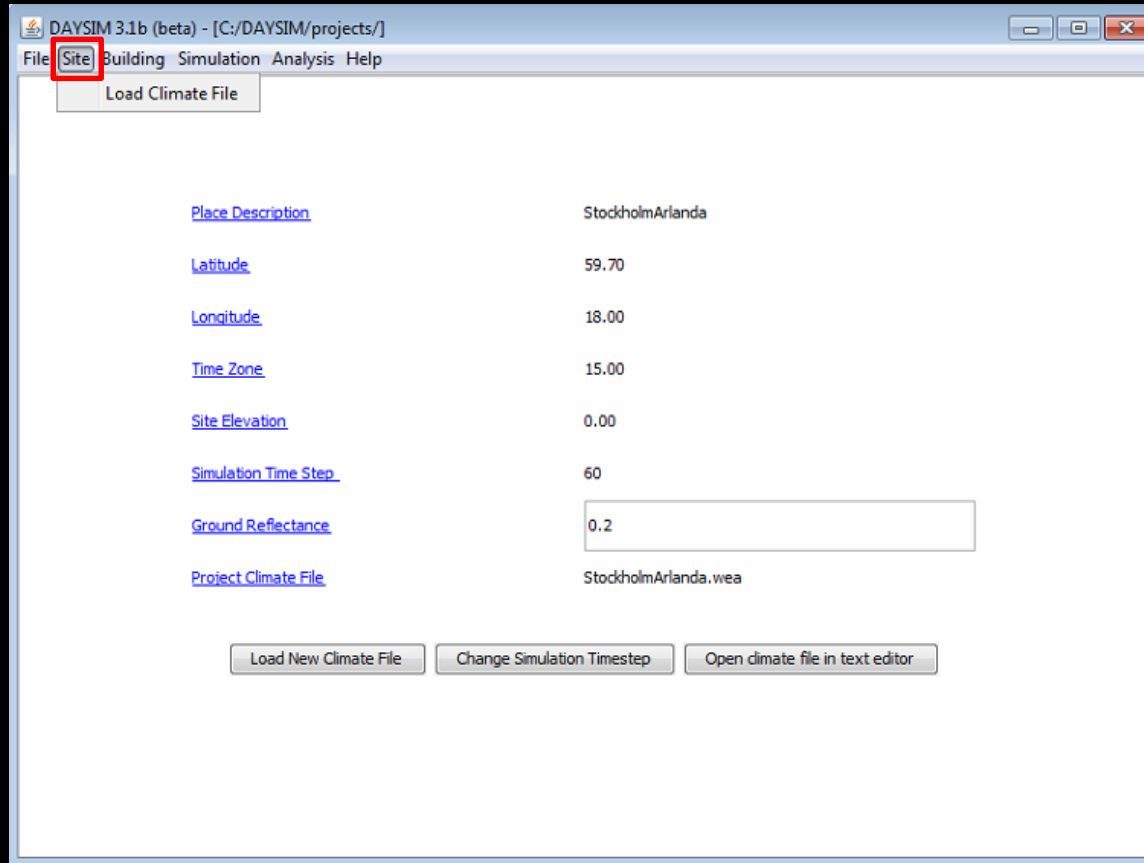 DAYSIM 3.1b (beta) - [C:/DAYSIM/projects/]
File Site Building Simulation Analysis Help
Load Climate File
Place Description StockholmArlanda
Latitude 59.70
Longitude 18.00
Time Zone 15.00
Site Elevation 0.00
Simulation Time Step 60
Ground Reflectance 0.2
Project Climate File StockholmArlanda.wea
Load New Climate File Change Simulation Timestep Open climate file in text editor